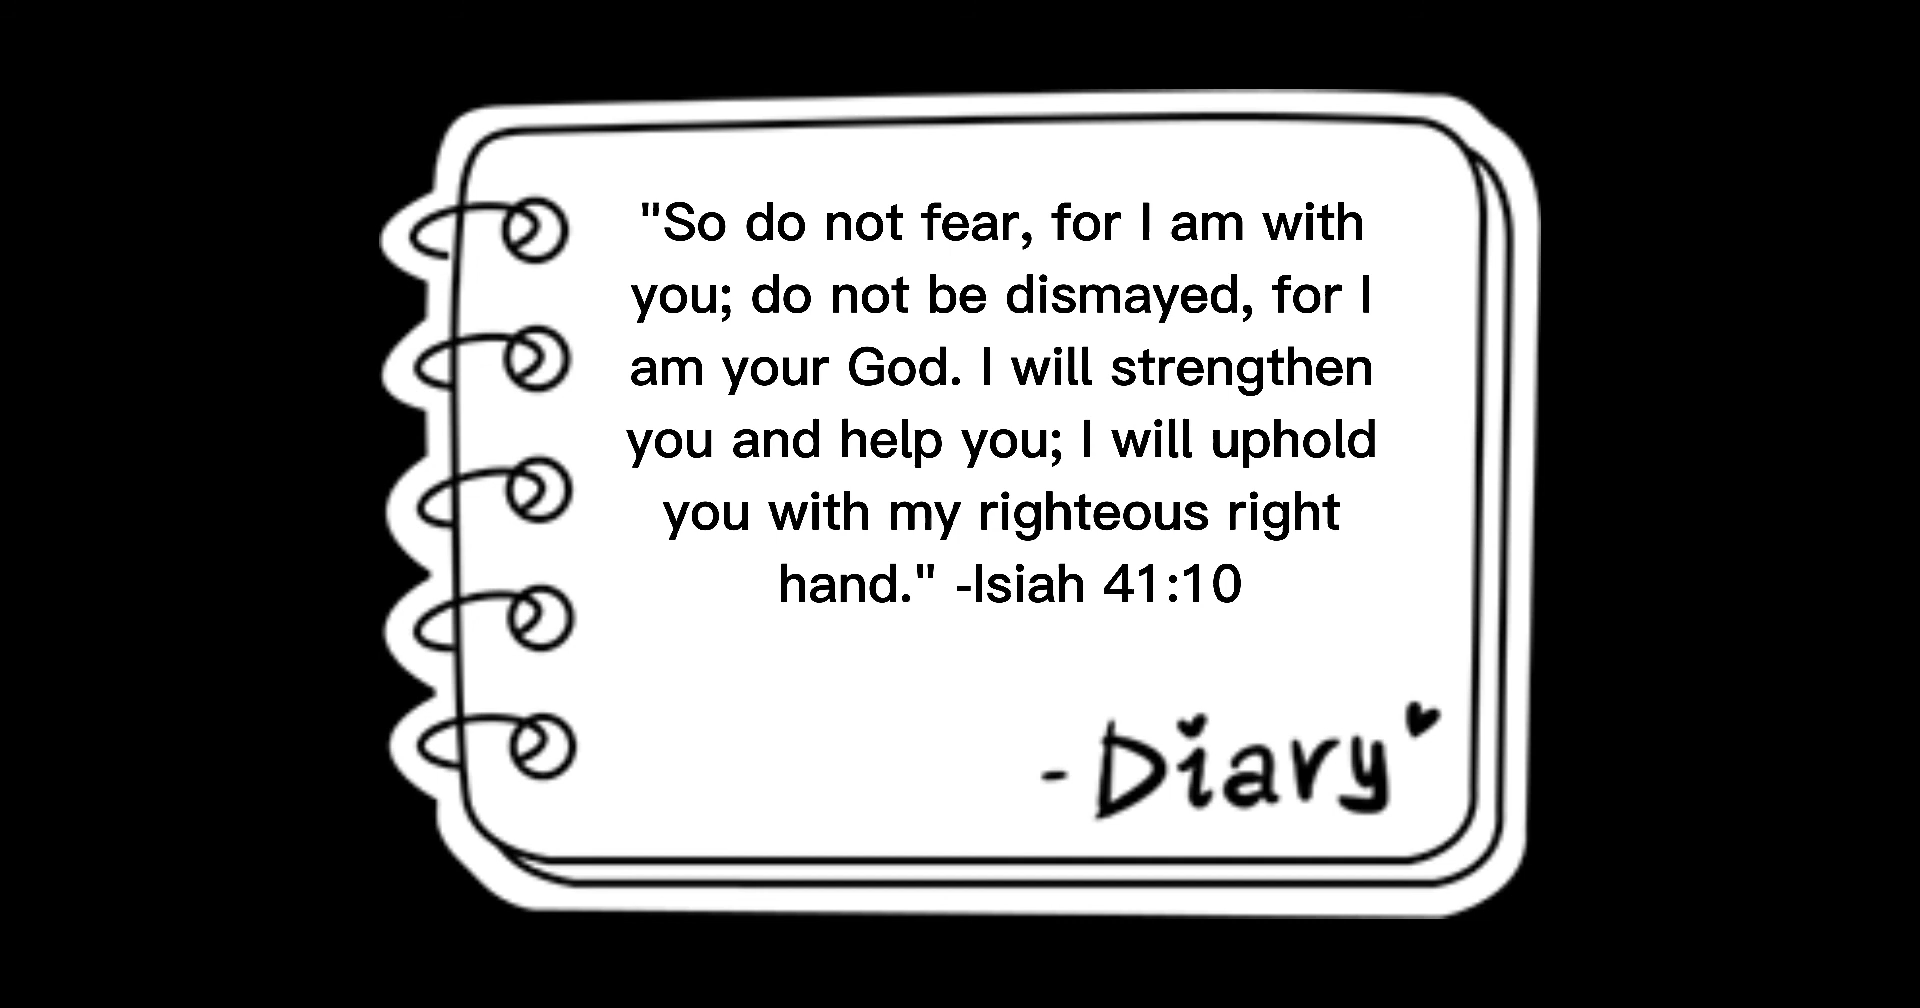 "So do not fear, for I am with
you; do not be dismayed, for I
am your God. I will strengthen
you and help you; I will uphold
you with my righteous right
hand." -Isiah 41:10
- Diary